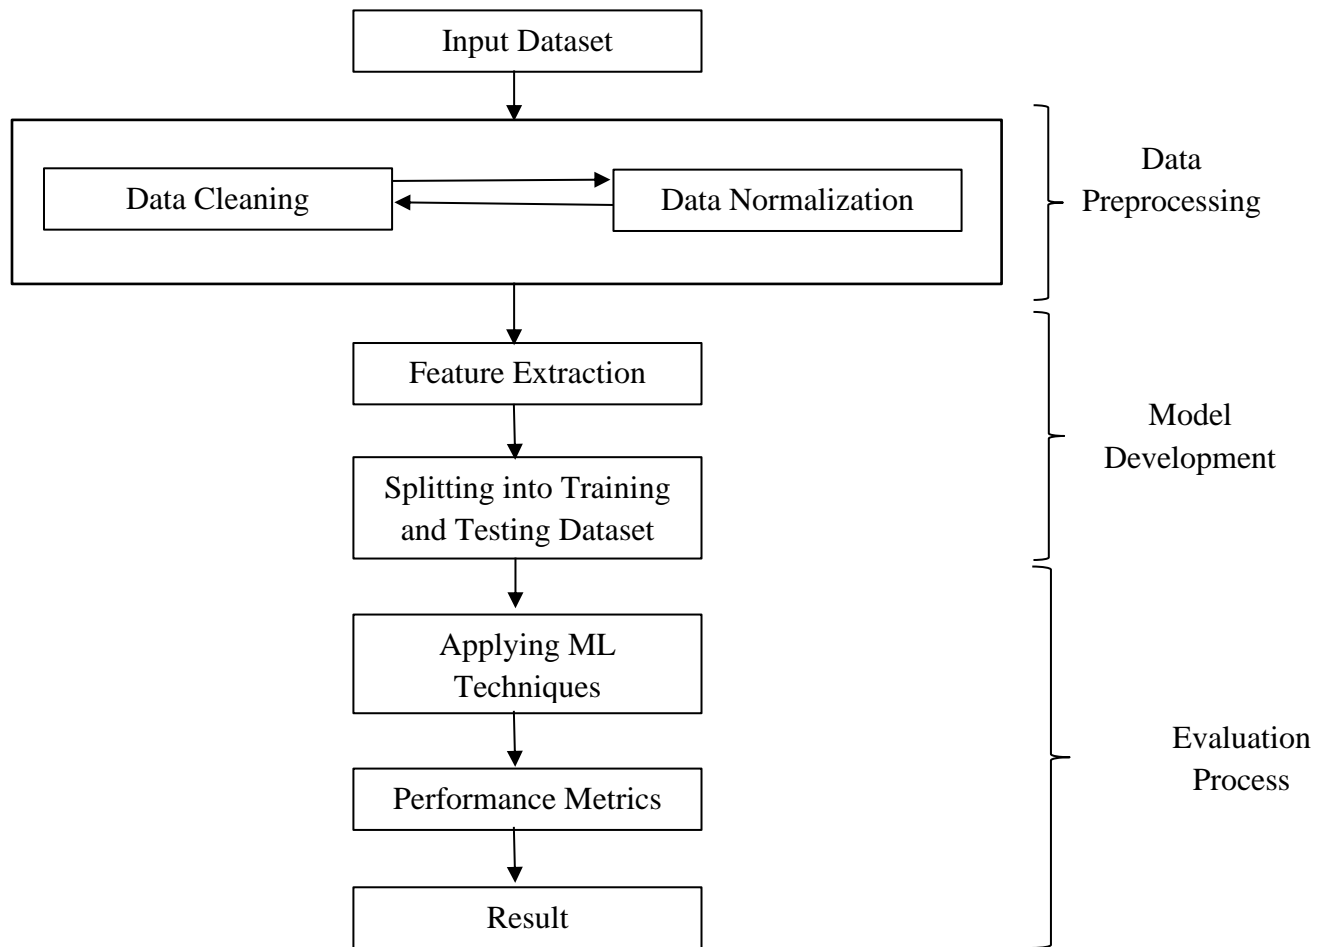 Input Dataset
Data Cleaning
Data Normalization
Data
Preprocessing
Feature Extraction
Model
Development
Splitting into Training
and Testing Dataset
Applying ML
Techniques
Evaluation
Process
Performance Metrics
Result